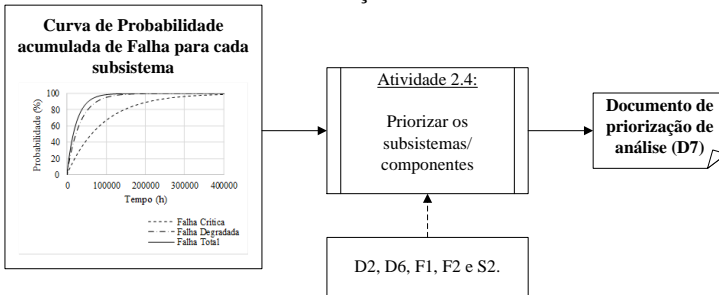 Curva de Probabilidade
acumulada de Falha para cada
subsistema
Probabilidade (%)
100
80
60
40
20
0
0
100000
200000
300000
400000
Tempo (h)
Falha Crítica
Falha Degradada
Falha Total
Atividade 2.4:
Priorizar os
subsistemas/
componentes
Documento de
priorização de
análise (D7)
D2, D6, F1, F2 e S2.